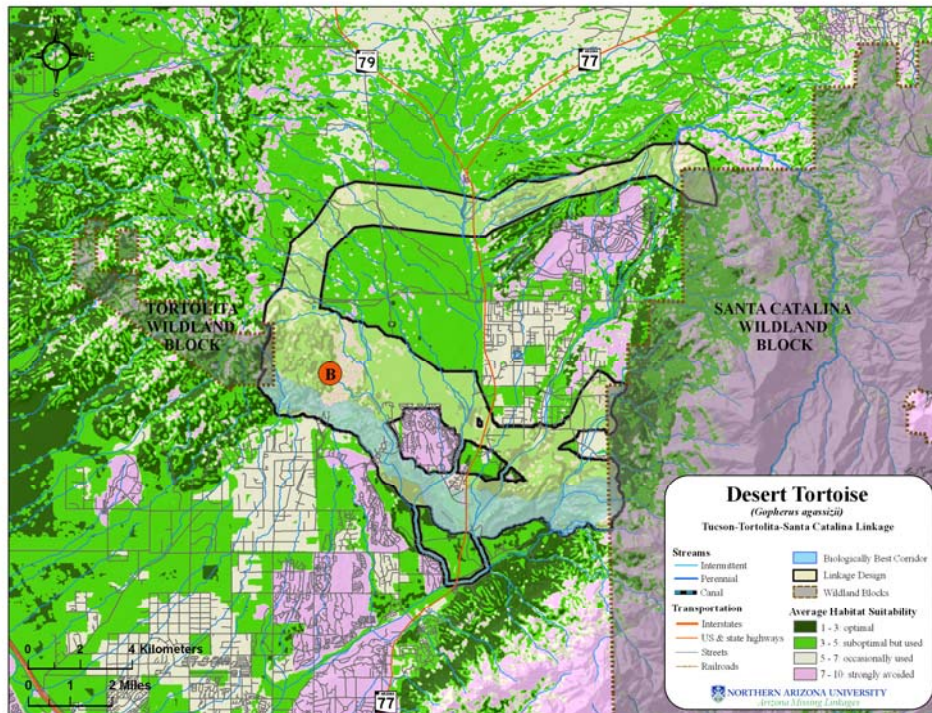 N
E
S
ARIZONA
79
ARIZONA
77
TORTOLITA
WILDLAND
BLOCK
SANTA CATALINA
WILDLAND
BLOCK
B
0 2 4 Kilometers
0 1 2 Miles
ARIZONA
77
Desert Tortoise
(Gopherus agassizii)
Tucson-Tortolita-Santa Catalina Linkage
Streams
Intermittent
Perennial
Canal
Transportation
Interstates
US & state highways
Streets
Railroads
Biologically Best Corridor
Linkage Design
Wildland Blocks
Average Habitat Suitability
1 - 3: optimal
3 - 5: suboptimal but used
5 - 7: occasionally used
7 - 10: strongly avoided
NORTHERN ARIZONA UNIVERSITY
Arizona Missing Linkages